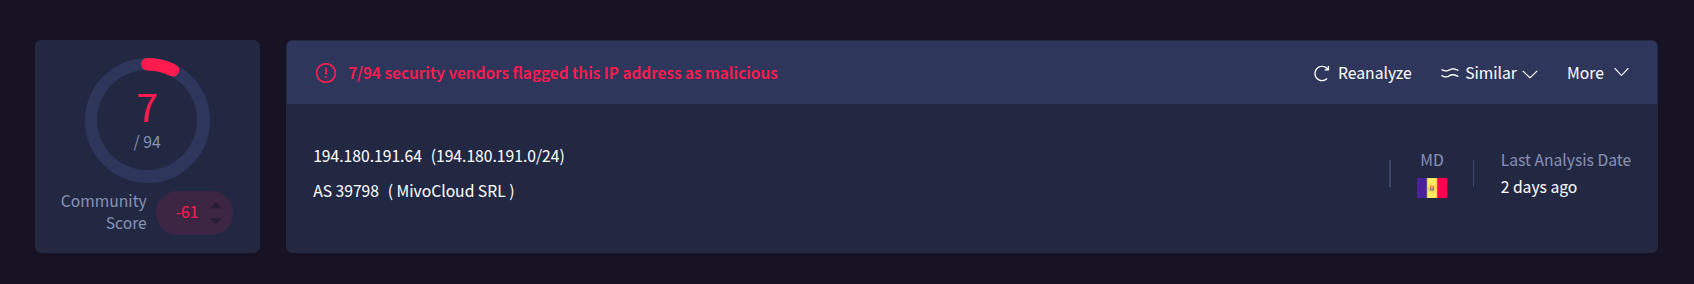 7
/ 94
Community
Score
-61
7/94 security vendors flagged this IP address as malicious
Reanalyze
Similar
More
194.180.191.64 (194.180.191.0/24)
AS 39798 ( MivoCloud SRL )
MD
Last Analysis Date
2 days ago